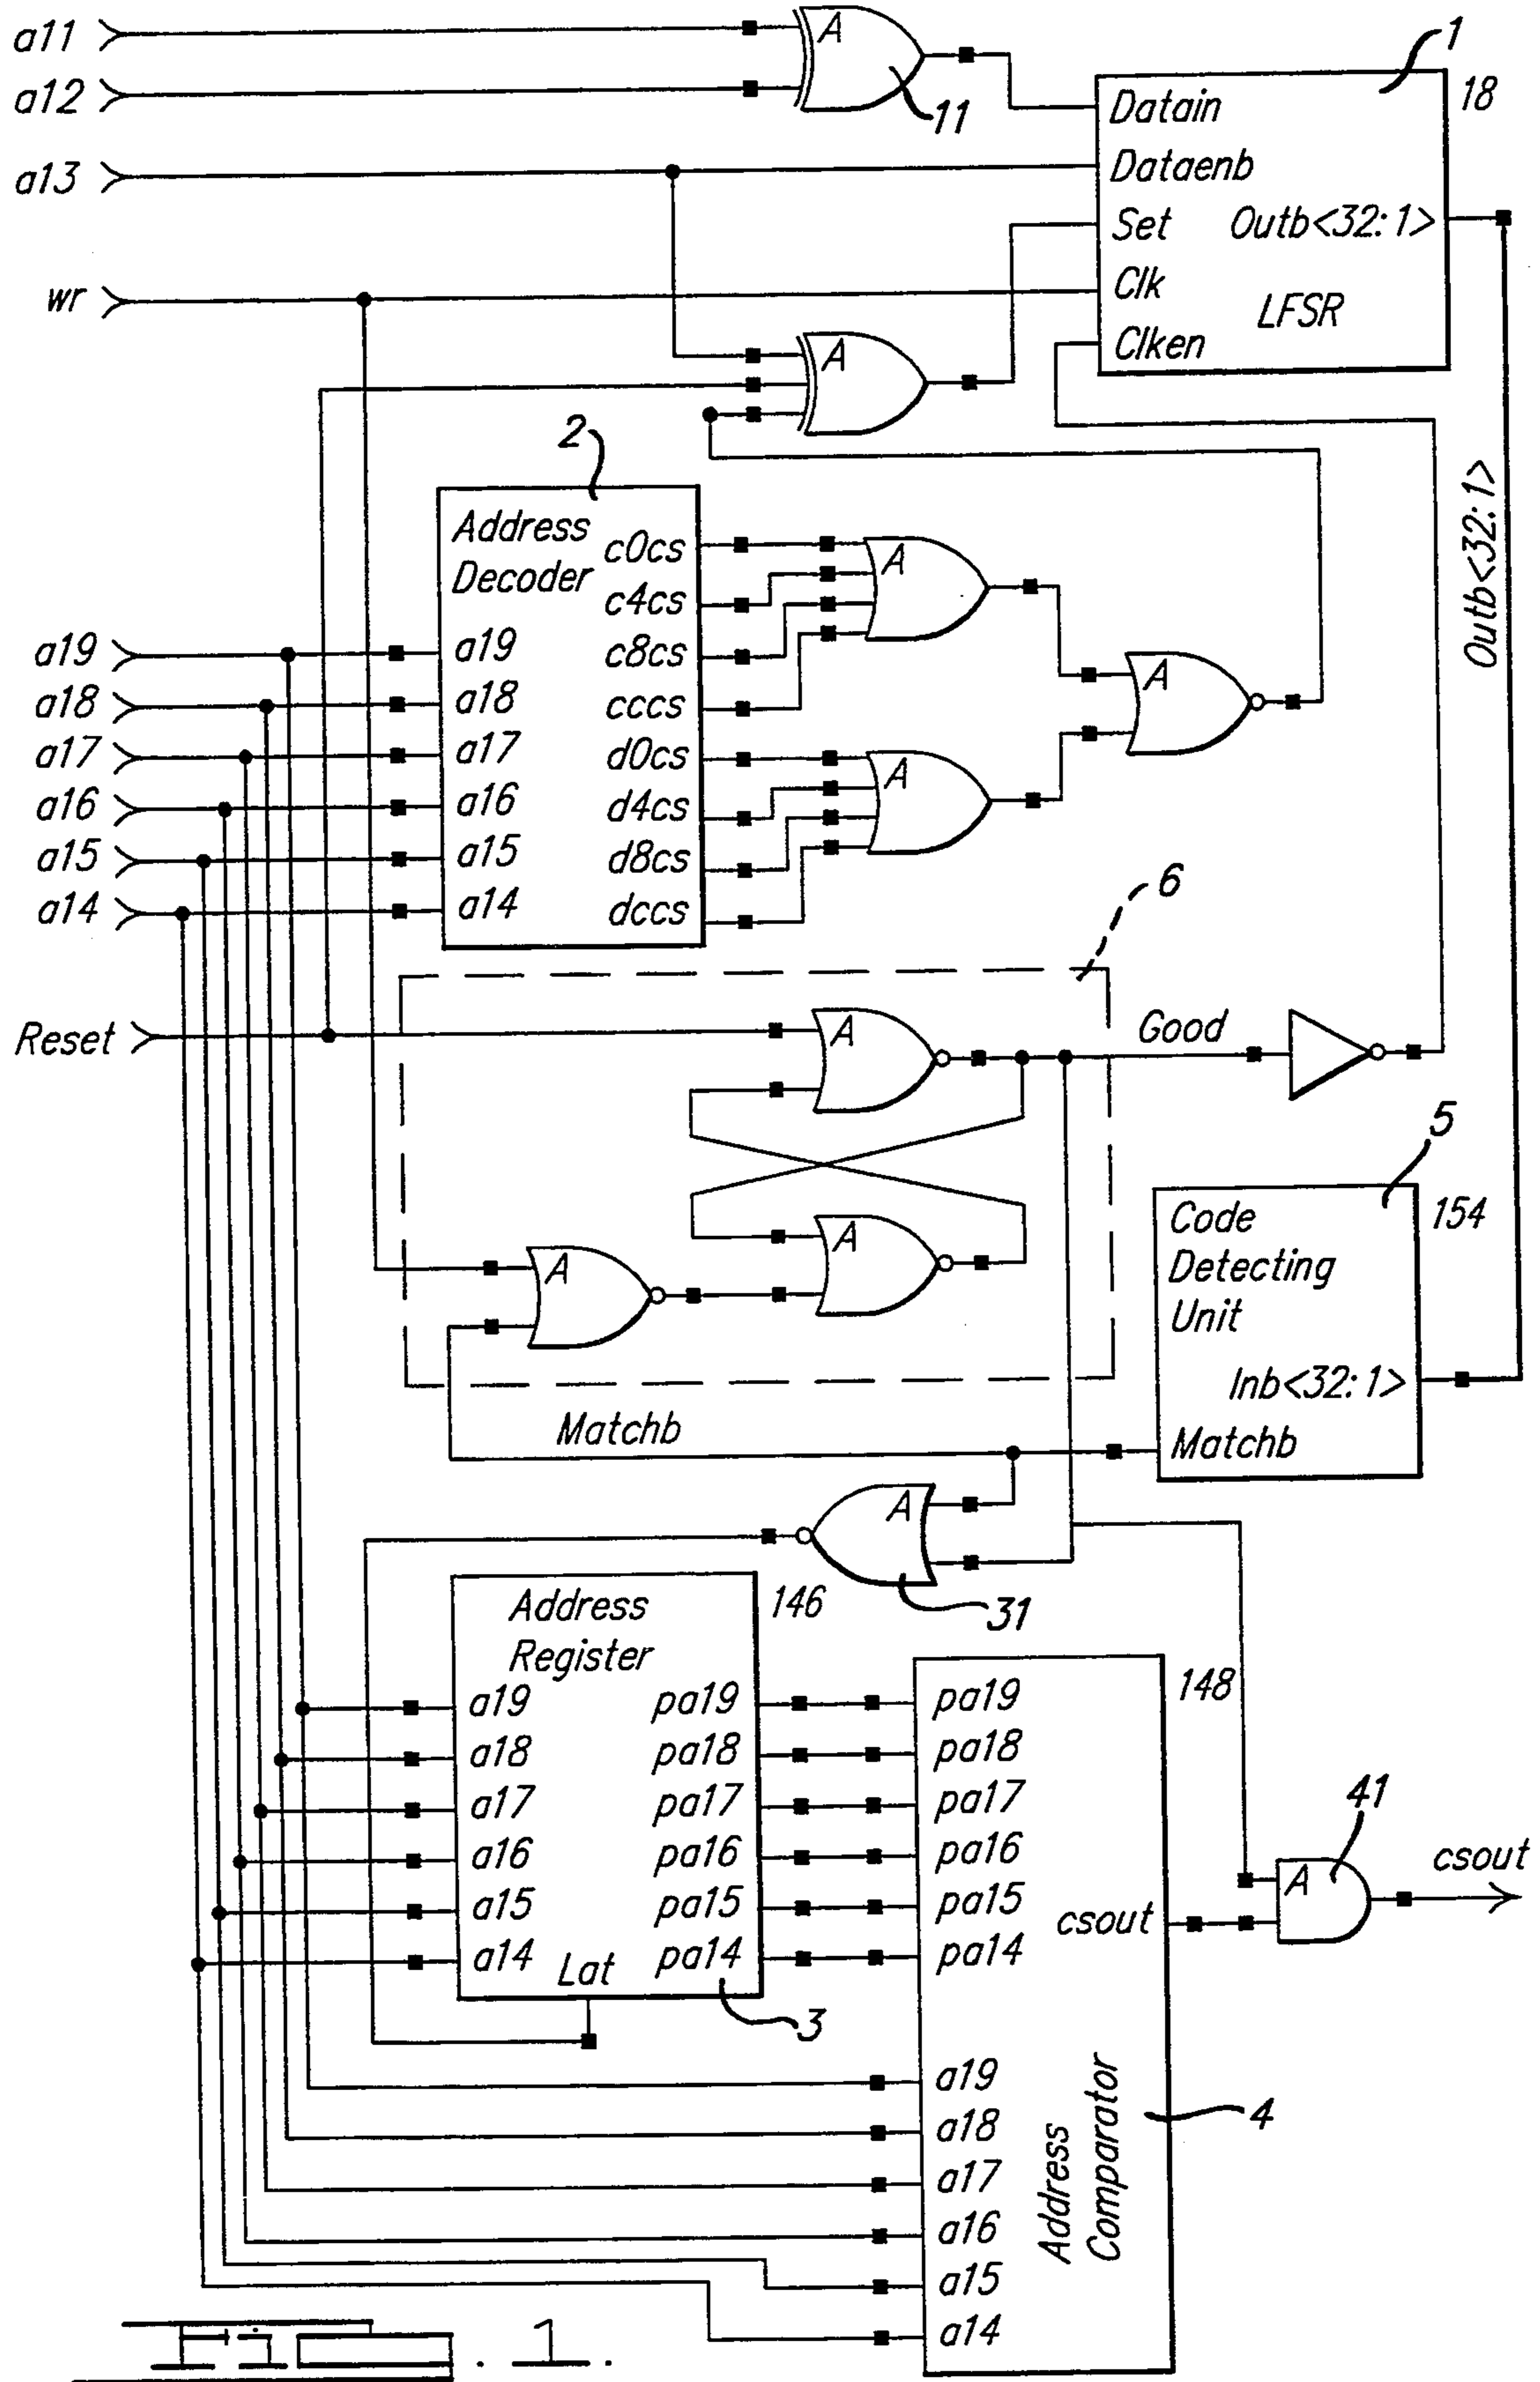 a11
a12
a13
wr
A
11
1
18
Datain
Dataenb
Set
Outb<32:1>
Clk
LFSR
Clken
A
2
Address
Decoder
c0cs
c4cs
c8cs
cccs
d0cs
d4cs
d8cs
dccs
a19
a18
a17
a16
a15
a14
a19
a18
a17
a16
a15
a14
A
A
A
Outb<32:1>
6
Reset
A
Good
A
A
5
154
Code
Detecting
Unit
Inb<32:1>
Matchb
Matchb
A
31
Address
Register
146
a19
a18
a17
a16
a15
a14
Lat
pa19
pa18
pa17
pa16
pa15
pa14
3
148
pa19
pa18
pa17
pa16
pa15
pa14
csout
41
A
csout
a19
a18
a17
a16
a15
a14
Address
Comparator
4
Fig. 1.